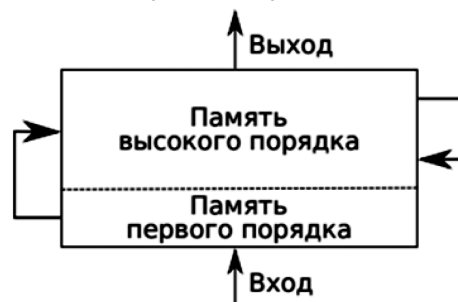 Выход
Память
высокого порядка
Память
первого порядка
Вход